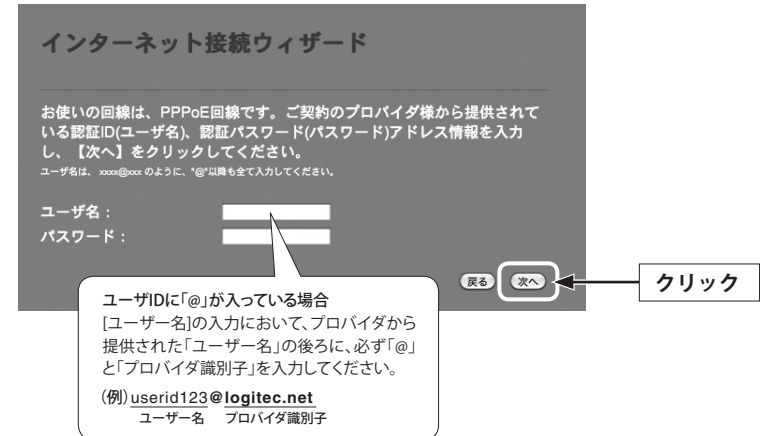 インターネット接続ウィザード
お使いの回線は、PPPoE回線です。ご契約のプロバイダ様から提供されて
いる認証ID(ユーザ名)、認証パスワード(パスワード)アドレス情報を入力
し、【次へ】をクリックしてください。
ユーザ名は、 xxxx@xxx のように、"@"以降も全て入力してください。
ユーザ名：
パスワード：
戻る 次へ
クリック
ユーザIDに「@」が入っている場合
[ユーザー名]の入力において、プロバイダから
提供された「ユーザー名」の後ろに、必ず「@」
と「プロバイダ識別子」を入力してください。
(例)userid123@logitec.net
ユーザー名 プロバイダ識別子